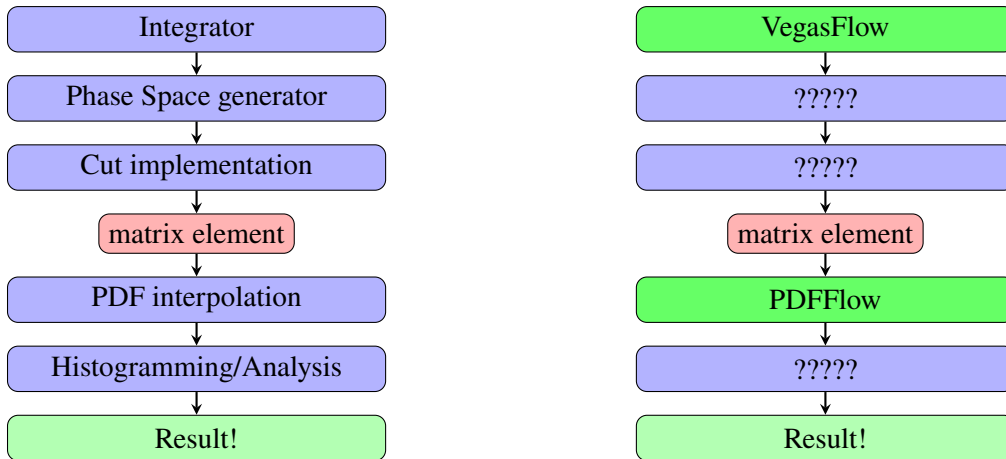 Integrator
Phase Space generator
Cut implementation
matrix element
PDF interpolation
Histogramming/Analysis
Result!
VegasFlow
?????
?????
matrix element
PDFFlow
?????
Result!